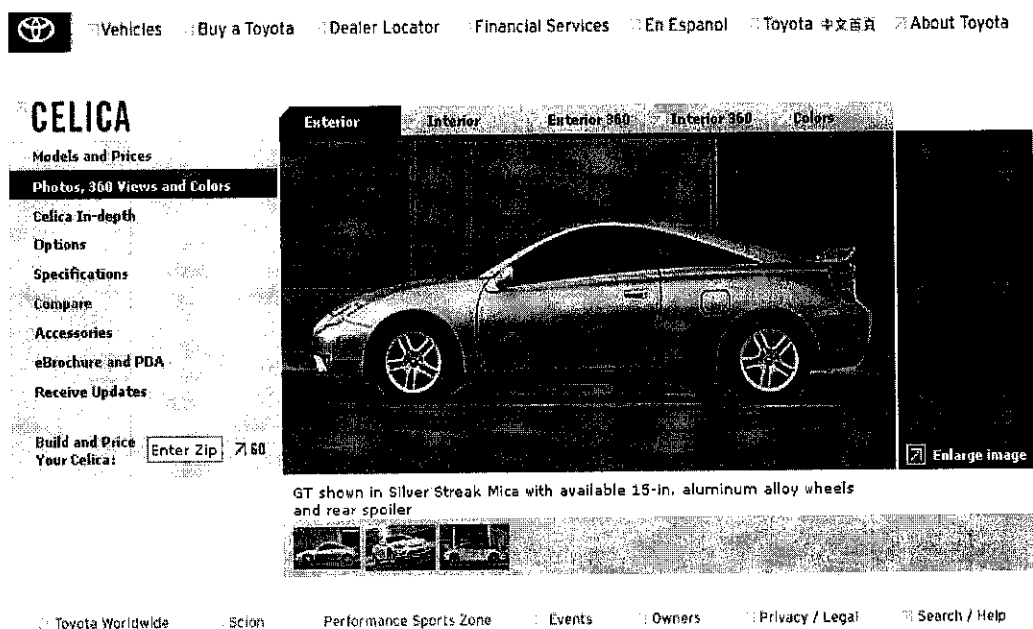 Vehicles Buy a Toyota Dealer Locator Financial Services En Espanol Toyota 中文首頁 About Toyota
CELICA
Exterior Interior Exterior 360 Interior 360 Colors
Models and Prices
Photos, 360 Views and Colors
Celica In-depth
Options
Specifications
Compare
Accessories
eBrochure and PDA
Receive Updates
Build and Price
Your Celica: Enter Zip GO
Enlarge image
GT shown in Silver Streak Mica with available 15-in. aluminum alloy wheels
and rear spoiler
Toyota Worldwide Scion Performance Sports Zone Events Owners Privacy / Legal Search / Help